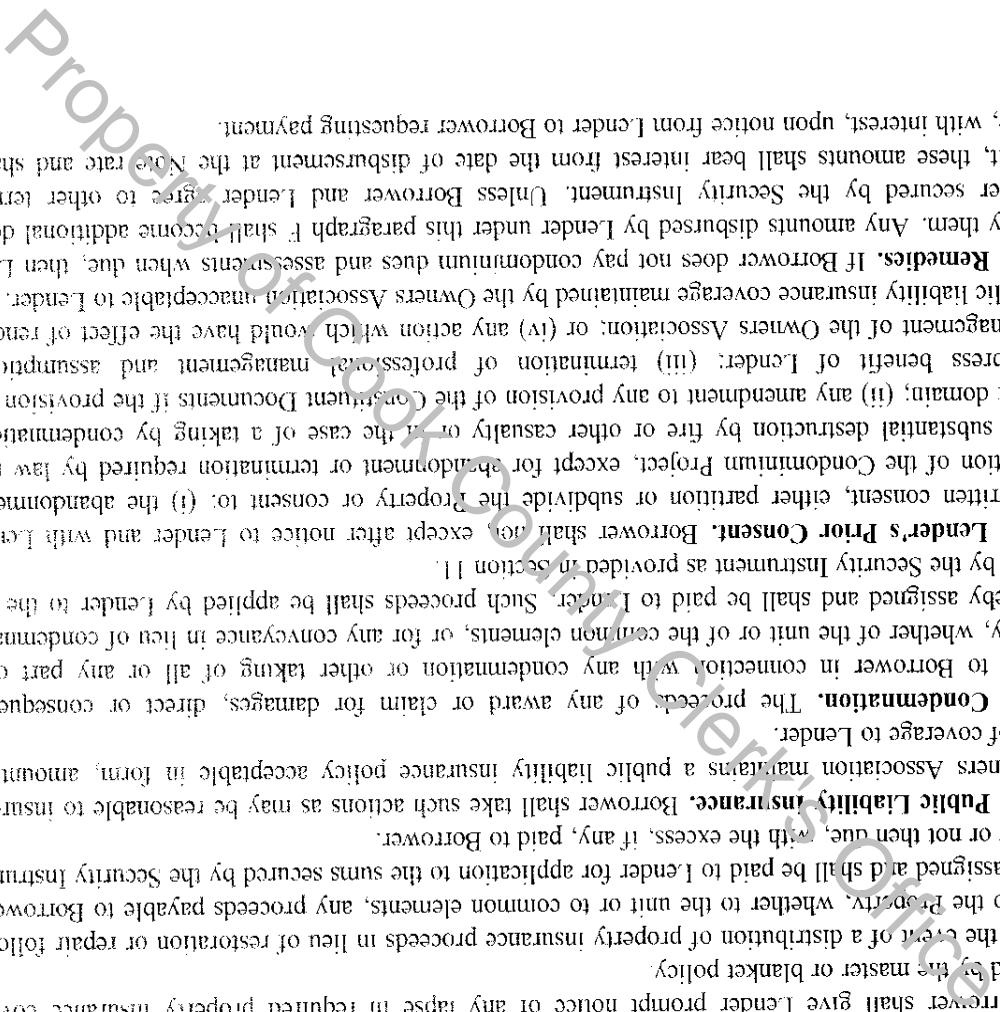 rrower shall give Lender prompt notice of any lapse in required property insurance cov
d by the master or blanket policy.
the event of a distribution of property insurance proceeds in lieu of restoration or repair follo
o the Property, whether to the unit or to common elements, any proceeds payable to Borrowe
assigned and shall be paid to Lender for application to the sums secured by the Security Instrum
or not then due, with the excess, if any, paid to Borrower.
Public Liability Insurance. Borrower shall take such actions as may be reasonable to insur
ners Association maintains a public liability insurance policy acceptable in form, amount
of coverage to Lender.
Condemnation. The proceeds of any award or claim for damages, direct or conseque
to Borrower in connection with any condemnation or other taking of all or any part o
y, whether of the unit or of the common elements, or for any conveyance in lieu of condemna
eby assigned and shall be paid to Lender. Such proceeds shall be applied by Lender to the
by the Security Instrument as provided in Section 11.
Lender's Prior Consent. Borrower shall not, except after notice to Lender and with Len
ritten consent, either partition or subdivide the Property or consent to: (i) the abandonme
tion of the Condominium Project, except for abandonment or termination required by law
substantial destruction by fire or other casualty or in the case of a taking by condemnatio
domain; (ii) any amendment to any provision of the Constituent Documents if the provision
press benefit of Lender; (iii) termination of professional management and assumption
nagement of the Owners Association; or (iv) any action which would have the effect of rend
lic liability insurance coverage maintained by the Owners Association unacceptable to Lender.
Remedies. If Borrower does not pay condominium dues and assessments when due, then L
y them. Any amounts disbursed by Lender under this paragraph F shall become additional de
er secured by the Security Instrument. Unless Borrower and Lender agree to other term
t, these amounts shall bear interest from the date of disbursement at the Note rate and sha
, with interest, upon notice from Lender to Borrower requesting payment.
Property of Cook County Clerk's Office